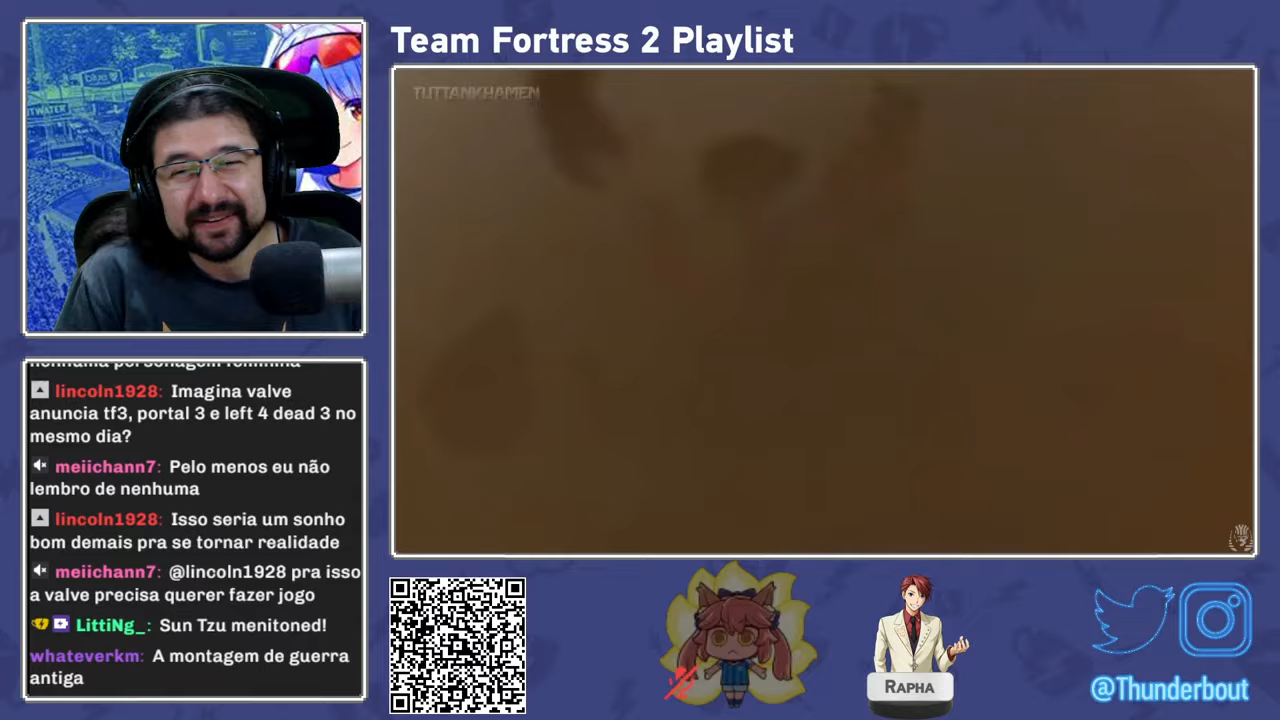 Team Fortress 2 Playlist
TUTTANKHAMEN
lincoln1928: Imagina valve
anuncia tf3, portal 3 e left 4 dead 3 no
mesmo dia?
meiichann7: Pelo menos eu não
lembro de nenhuma
lincoln1928: Isso seria um sonho
bom demais pra se tornar realidade
meiichann7: @lincoln1928 pra isso
a valve precisa querer fazer jogo
LittiNg_: Sun Tzu menitoned!
whateverkm: A montagem de guerra
antiga
RAPHA
@Thunderbout